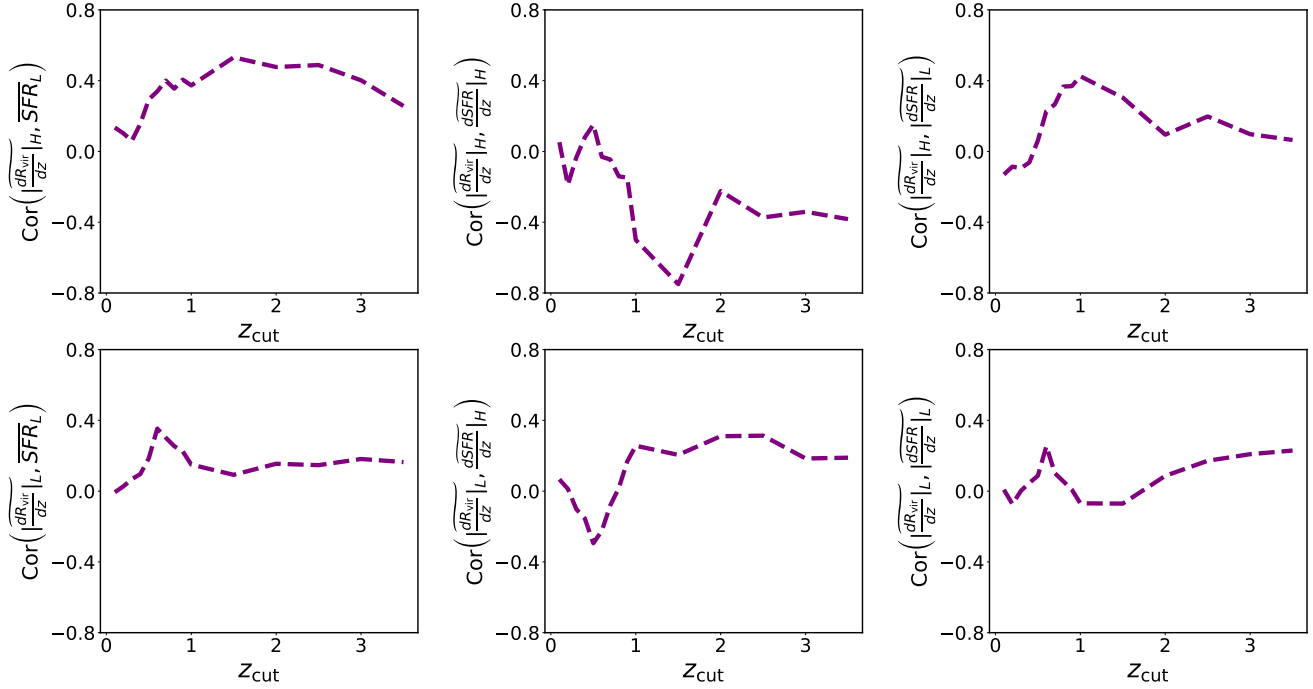 0.8 0.4 0.0 −0.4 −0.8
Cor(|dR_vir/dz|_H, SFR_L)
0 1 2 3
z_cut
0.8 0.4 0.0 −0.4 −0.8
Cor(|dR_vir/dz|_H, dSFR/dz|_H)
0 1 2 3
z_cut
0.8 0.4 0.0 −0.4 −0.8
Cor(|dR_vir/dz|_H, |dSFR/dz|_L)
0 1 2 3
z_cut
0.8 0.4 0.0 −0.4 −0.8
Cor(|dR_vir/dz|_L, SFR_L)
0 1 2 3
z_cut
0.8 0.4 0.0 −0.4 −0.8
Cor(|dR_vir/dz|_L, dSFR/dz|_H)
0 1 2 3
z_cut
0.8 0.4 0.0 −0.4 −0.8
Cor(|dR_vir/dz|_L, |dSFR/dz|_L)
0 1 2 3
z_cut